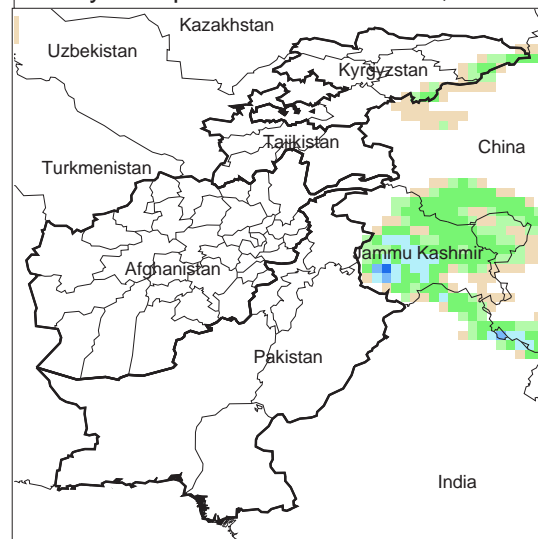 Kazakhstan
Uzbekistan
Kyrgyzstan
Tajikistan
China
Turkmenistan
Jammu Kashmir
Afghanistan
Pakistan
India